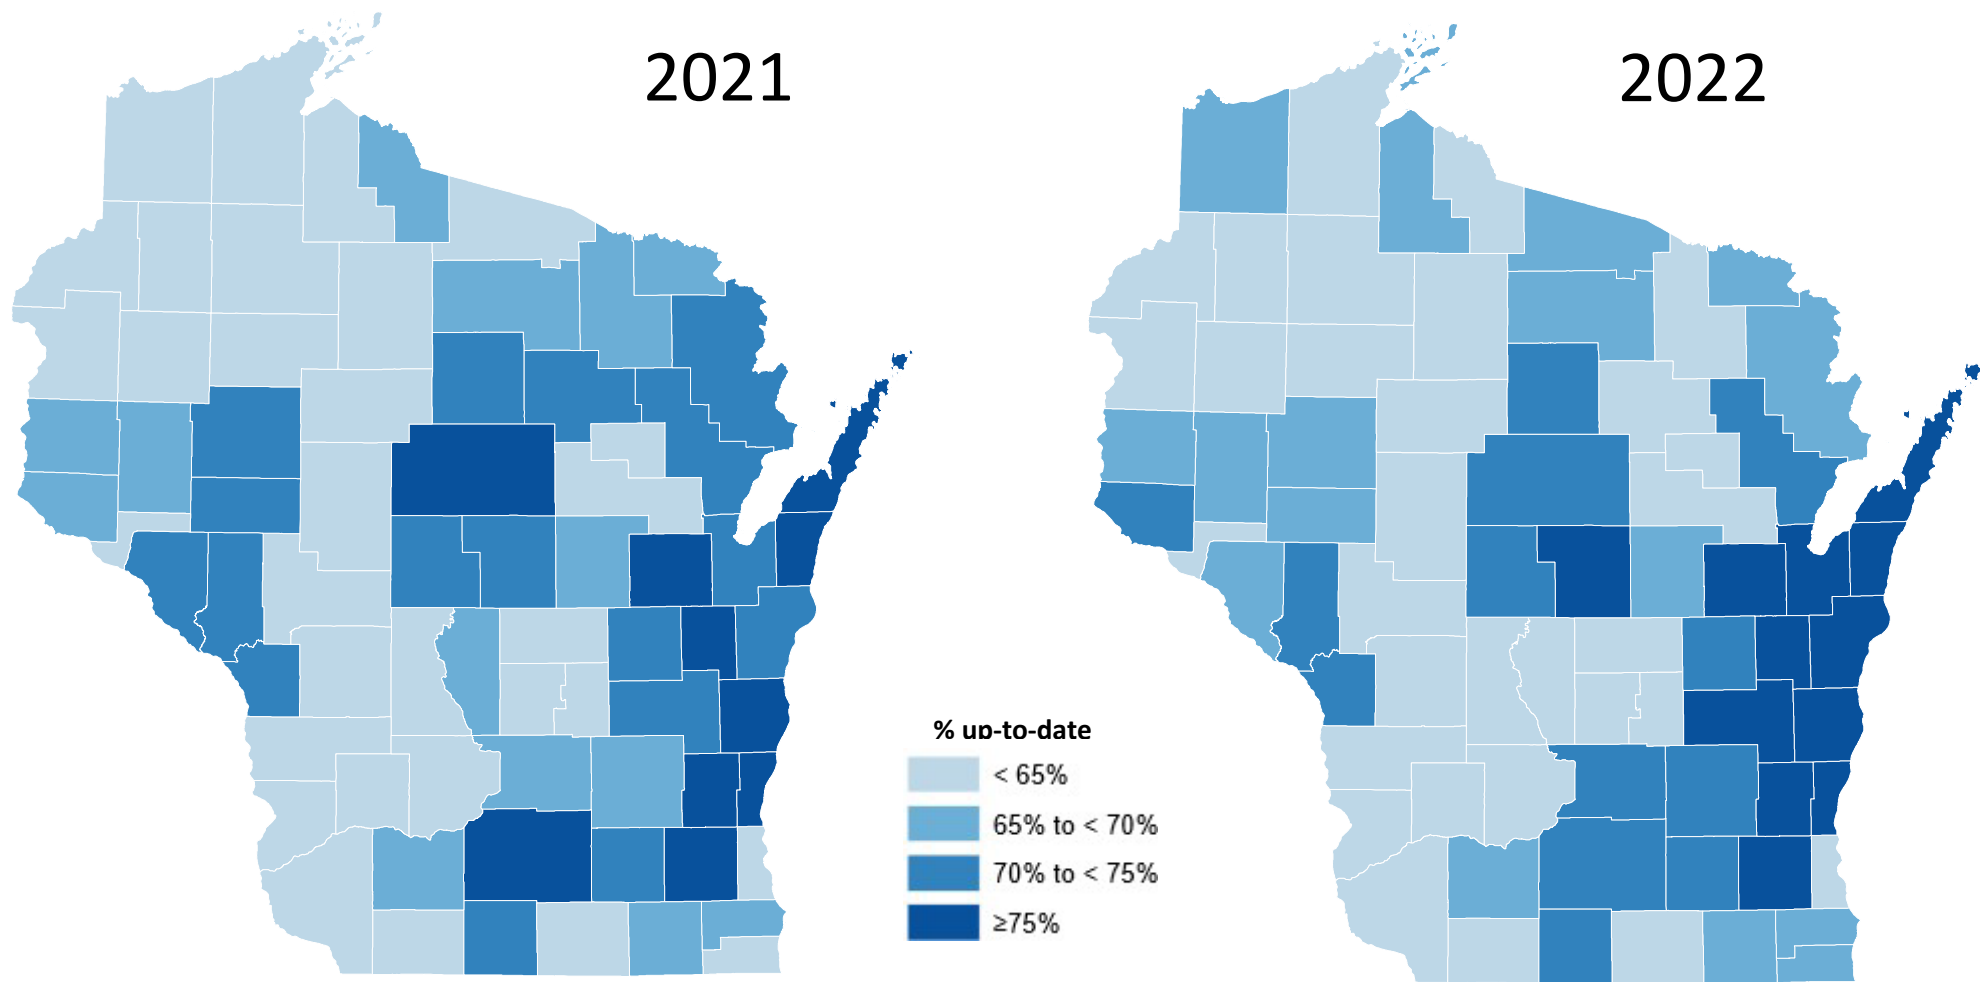 2021
2022
% up-to-date
< 65%
65% to < 70%
70% to < 75%
≥75%